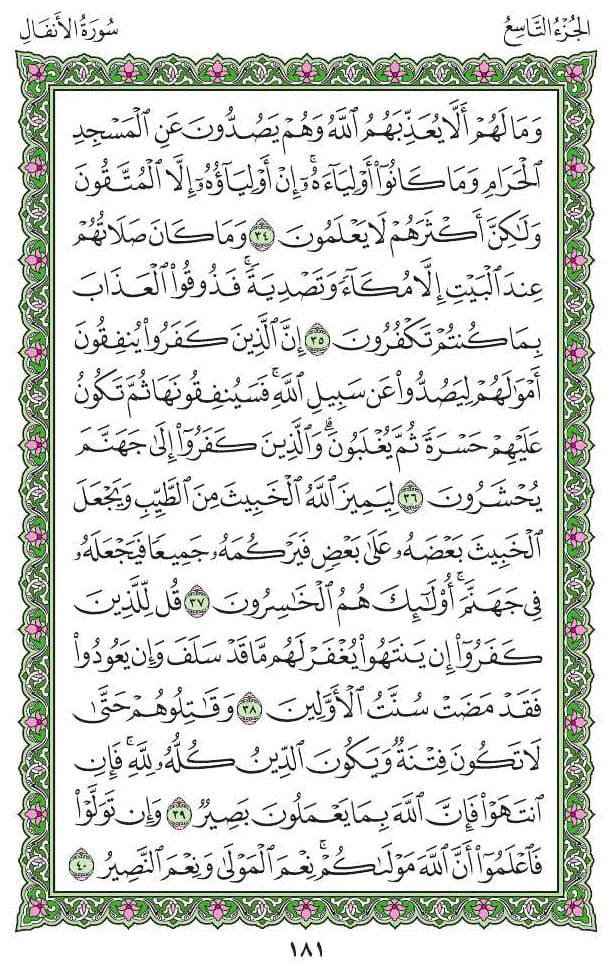 الجُزْءُ التَّاسِعُ
سُورَةُ الأَنفَالِ
وَمَا لَهُمْ أَلَّا يُعَذِّبَهُمُ ٱللَّهُ وَهُمْ يَصُدُّونَ عَنِ ٱلْمَسْجِدِ
ٱلْحَرَامِ وَمَا كَانُوٓا۟ أَوْلِيَآءَهُۥٓ ۚ إِنْ أَوْلِيَآؤُهُۥٓ إِلَّا ٱلْمُتَّقُونَ
وَلَٰكِنَّ أَكْثَرَهُمْ لَا يَعْلَمُونَ ٣٤ وَمَا كَانَ صَلَاتُهُمْ
عِندَ ٱلْبَيْتِ إِلَّا مُكَآءً وَتَصْدِيَةً ۚ فَذُوقُوا۟ ٱلْعَذَابَ
بِمَا كُنتُمْ تَكْفُرُونَ ٣٥ إِنَّ ٱلَّذِينَ كَفَرُوا۟ يُنفِقُونَ
أَمْوَٰلَهُمْ لِيَصُدُّوا۟ عَن سَبِيلِ ٱللَّهِ ۚ فَسَيُنفِقُونَهَا ثُمَّ تَكُونُ
عَلَيْهِمْ حَسْرَةً ثُمَّ يُغْلَبُونَ ۗ وَٱلَّذِينَ كَفَرُوٓا۟ إِلَىٰ جَهَنَّمَ
يُحْشَرُونَ ٣٦ لِيَمِيزَ ٱللَّهُ ٱلْخَبِيثَ مِنَ ٱلطَّيِّبِ وَيَجْعَلَ
ٱلْخَبِيثَ بَعْضَهُۥ عَلَىٰ بَعْضٍ فَيَرْكُمَهُۥ جَمِيعًا فَيَجْعَلَهُۥ
فِى جَهَنَّمَ ۚ أُو۟لَٰٓئِكَ هُمُ ٱلْخَٰسِرُونَ ٣٧ قُل لِّلَّذِينَ
كَفَرُوٓا۟ إِن يَنتَهُوا۟ يُغْفَرْ لَهُم مَّا قَدْ سَلَفَ وَإِن يَعُودُوا۟
فَقَدْ مَضَتْ سُنَّتُ ٱلْأَوَّلِينَ ٣٨ وَقَٰتِلُوهُمْ حَتَّىٰ
لَا تَكُونَ فِتْنَةٌ وَيَكُونَ ٱلدِّينُ كُلُّهُۥ لِلَّهِ ۚ فَإِنِ
ٱنتَهَوْا۟ فَإِنَّ ٱللَّهَ بِمَا يَعْمَلُونَ بَصِيرٌ ٣٩ وَإِن تَوَلَّوْا۟
فَٱعْلَمُوٓا۟ أَنَّ ٱللَّهَ مَوْلَىٰكُمْ ۚ نِعْمَ ٱلْمَوْلَىٰ وَنِعْمَ ٱلنَّصِيرُ ٤٠
١٨١